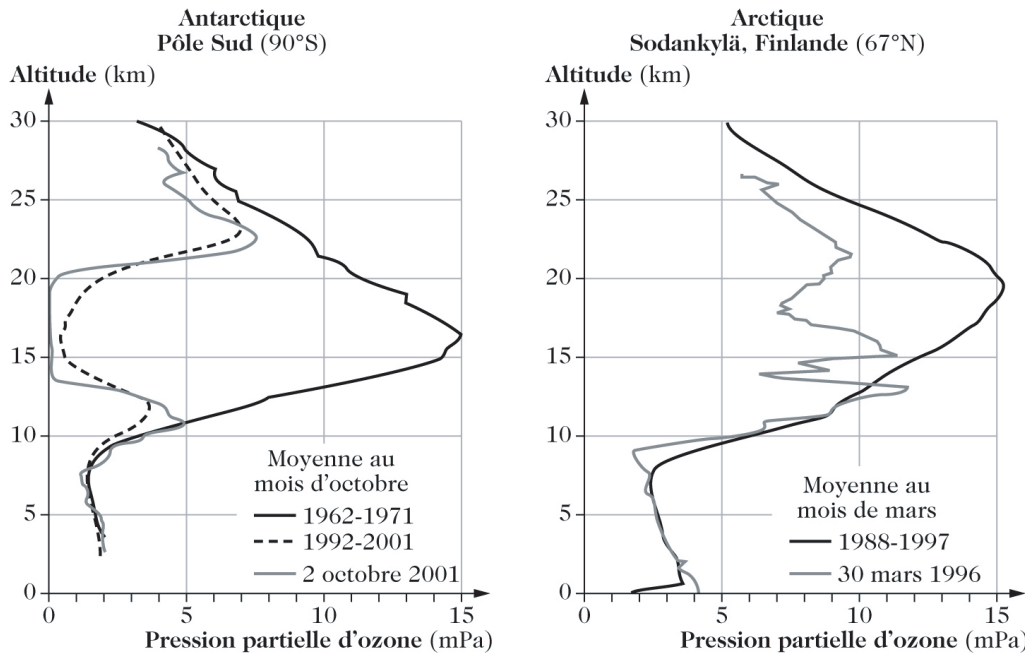 Antarctique
Pôle Sud (90°S)
Altitude (km)
30
25
20
15
10
5
0
Moyenne au
mois d'octobre
1962-1971
1992-2001
2 octobre 2001
0 5 10 15
Pression partielle d'ozone (mPa)
Arctique
Sodankylä, Finlande (67°N)
Altitude (km)
30
25
20
15
10
5
0
Moyenne au
mois de mars
1988-1997
30 mars 1996
0 5 10 15
Pression partielle d'ozone (mPa)